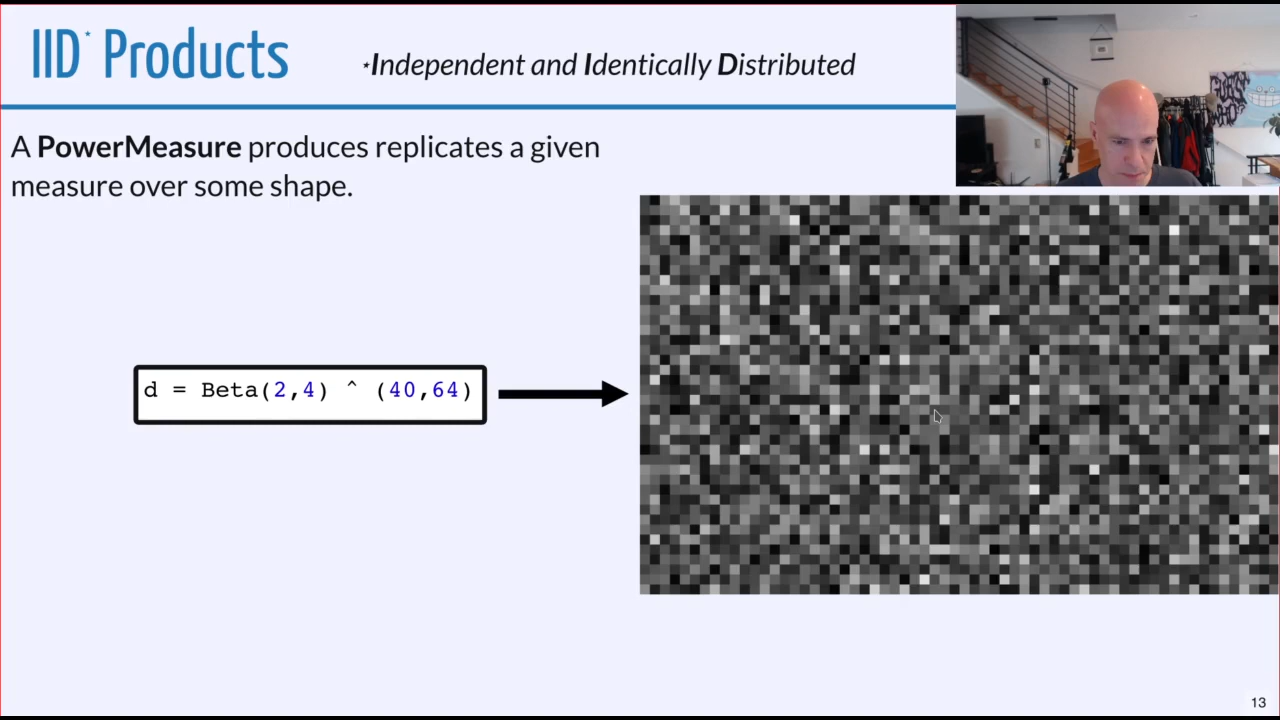 IID* Products
*Independent and Identically Distributed
A PowerMeasure produces replicates a given
measure over some shape.
d = Beta(2,4) ^ (40,64)
13